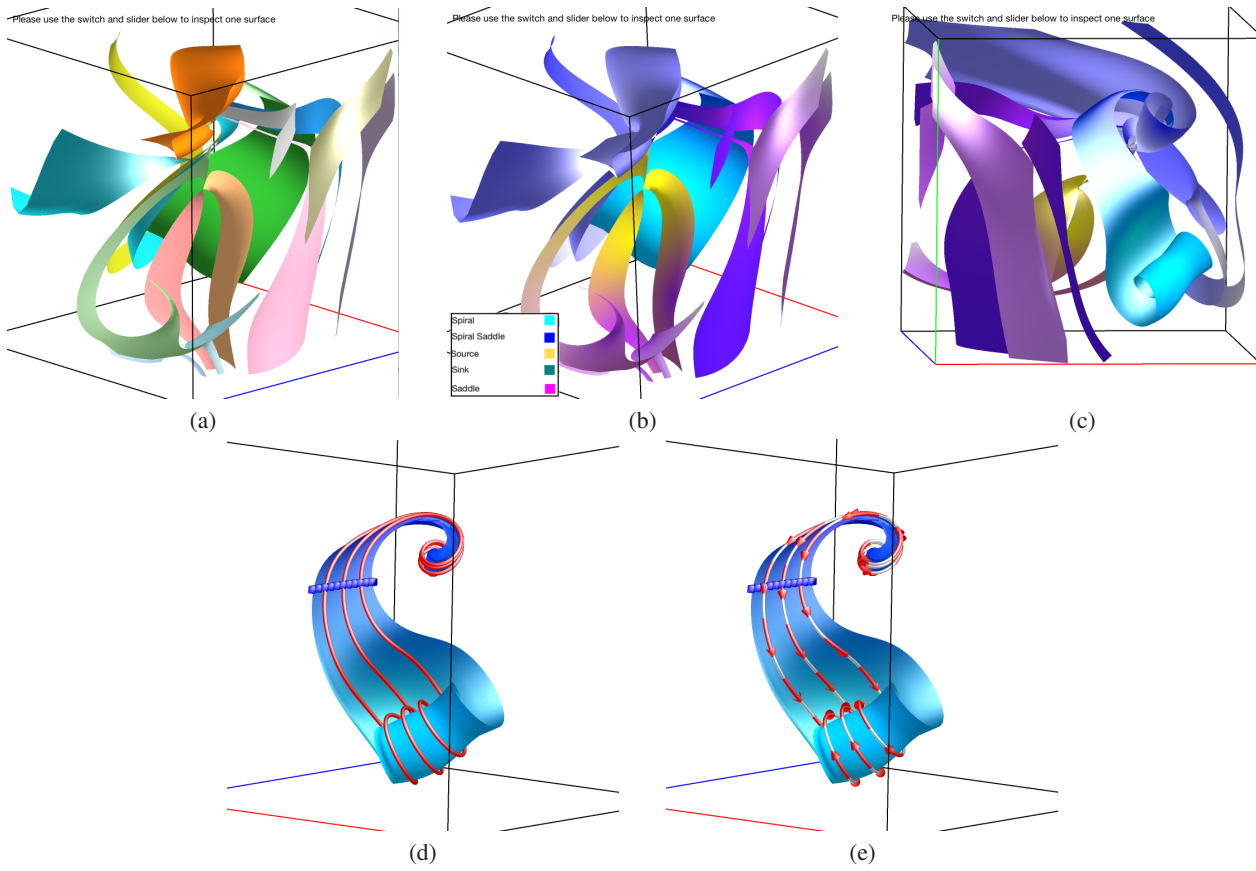 Please use the switch and slider below to inspect one surface
Please use the switch and slider below to inspect one surface
Please use the switch and slider below to inspect one surface
Spiral
Spiral Saddle
Source
Sink
Saddle
(a)
(b)
(c)
(d)
(e)